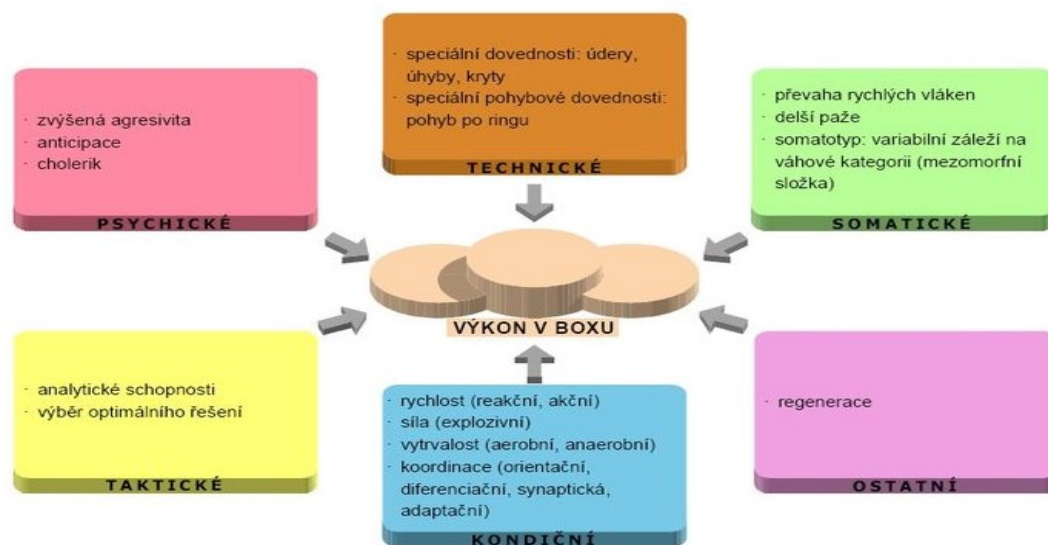 · speciální dovednosti: údery,
úhyby, kryty
· speciální pohybové dovednosti:
pohyb po ringu
TECHNICKÉ
· zvýšená agresivita
· anticipace
· cholerik
PSYCHICKÉ
· převaha rychlých vláken
· delší paže
· somatotyp: variabilní záleží na
váhové kategorii (mezomorfní
složka)
SOMATICKÉ
VÝKON V BOXU
· analytické schopnosti
· výběr optimálního řešení
TAKTICKÉ
· rychlost (reakční, akční)
· síla (explozivní)
· vytrvalost (aerobní, anaerobní)
· koordinace (orientační,
diferenciační, synaptická,
adaptační)
KONDIČNÍ
· regenerace
OSTATNÍ